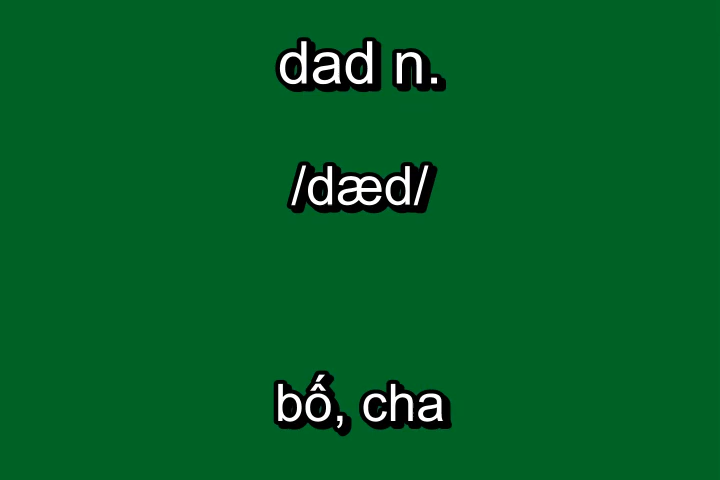 dad n.
/dæd/
bố, cha